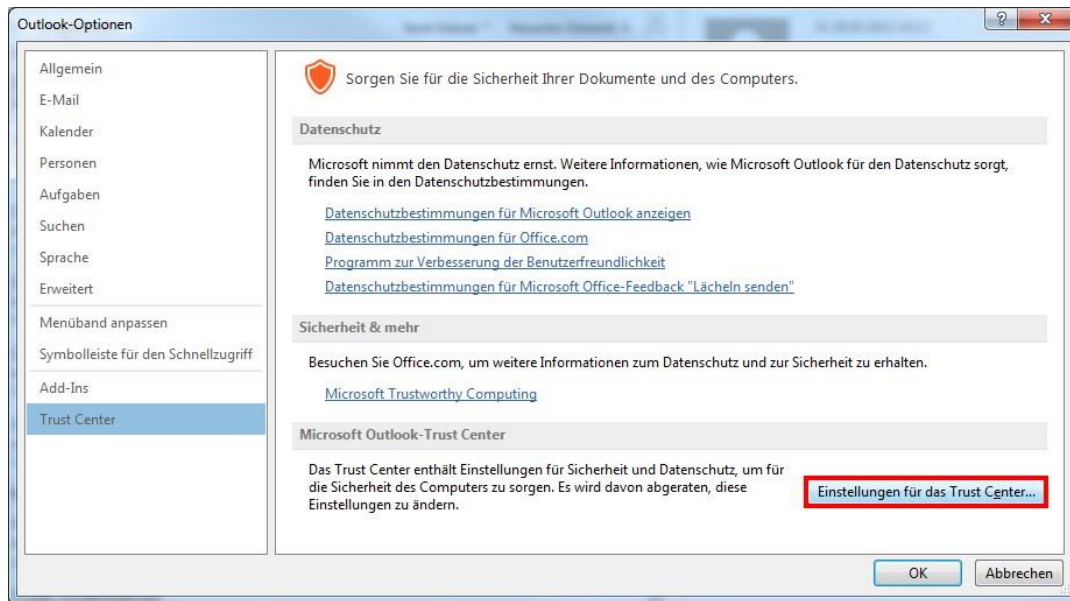 Outlook-Optionen
Allgemein
E-Mail
Kalender
Personen
Aufgaben
Suchen
Sprache
Erweitert
Menüband anpassen
Symbolleiste für den Schnellzugriff
Add-Ins
Trust Center
Sorgen Sie für die Sicherheit Ihrer Dokumente und des Computers.
Datenschutz
Microsoft nimmt den Datenschutz ernst. Weitere Informationen, wie Microsoft Outlook für den Datenschutz sorgt,
finden Sie in den Datenschutzbestimmungen.
Datenschutzbestimmungen für Microsoft Outlook anzeigen
Datenschutzbestimmungen für Office.com
Programm zur Verbesserung der Benutzerfreundlichkeit
Datenschutzbestimmungen für Microsoft Office-Feedback "Lächeln senden"
Sicherheit & mehr
Besuchen Sie Office.com, um weitere Informationen zum Datenschutz und zur Sicherheit zu erhalten.
Microsoft Trustworthy Computing
Microsoft Outlook-Trust Center
Das Trust Center enthält Einstellungen für Sicherheit und Datenschutz, um für
die Sicherheit des Computers zu sorgen. Es wird davon abgeraten, diese
Einstellungen zu ändern.
Einstellungen für das Trust Center...
OK
Abbrechen